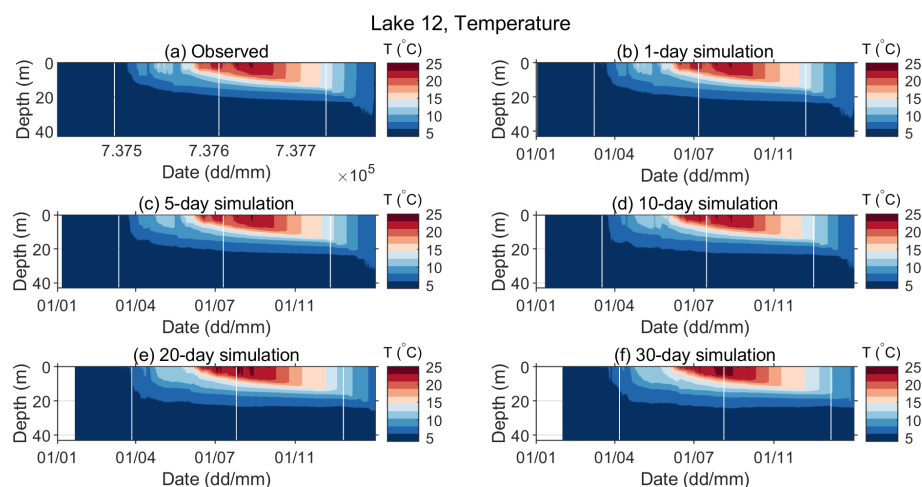 Lake 12, Temperature
(a) Observed
T (°C)
Depth (m)
0
20
40
7.375
7.376
7.377
×10⁵
Date (dd/mm)
25
20
15
10
5
(b) 1-day simulation
T (°C)
Depth (m)
0
20
40
01/01
01/04
01/07
01/11
Date (dd/mm)
25
20
15
10
5
(c) 5-day simulation
T (°C)
Depth (m)
0
20
40
01/01
01/04
01/07
01/11
Date (dd/mm)
25
20
15
10
5
(d) 10-day simulation
T (°C)
Depth (m)
0
20
40
01/01
01/04
01/07
01/11
Date (dd/mm)
25
20
15
10
5
(e) 20-day simulation
T (°C)
Depth (m)
0
20
40
01/01
01/04
01/07
01/11
Date (dd/mm)
25
20
15
10
5
(f) 30-day simulation
T (°C)
Depth (m)
0
20
40
01/01
01/04
01/07
01/11
Date (dd/mm)
25
20
15
10
5